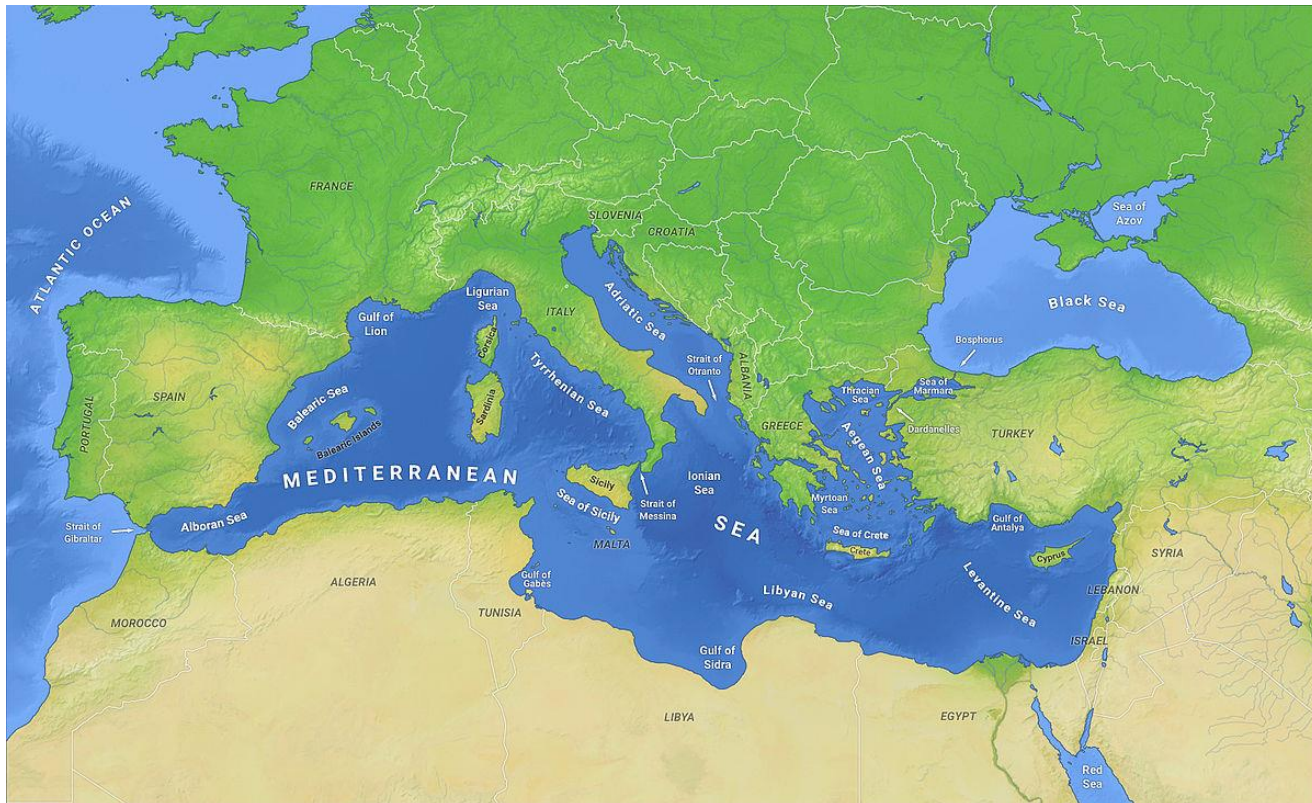 FRANCE
SLOVENIA
CROATIA
Sea of
Azov
ATLANTIC OCEAN
Black Sea
Ligurian
Sea
Gulf of
Lion
ITALY
Adriatic Sea
Corsica
Bosphorus
Strait of
Otranto
ALBANIA
Tyrrhenian Sea
Thracian
Sea
Sea of
Marmara
SPAIN
PORTUGAL
Balearic Sea
Sardinia
Balearic Islands
GREECE
Aegean Sea
Dardanelles
TURKEY
MEDITERRANEAN
Sicily
Ionian
Sea
Strait of
Messina
Myrtoan
Sea
Sea of Sicily
SEA
Gulf of
Antalya
Strait of
Gibraltar
Alboran Sea
MALTA
Sea of Crete
Crete
Cyprus
SYRIA
ALGERIA
Gulf of
Gabès
TUNISIA
Libyan Sea
Levantine Sea
LEBANON
MOROCCO
ISRAEL
Gulf of
Sidra
LIBYA
EGYPT
Red
Sea